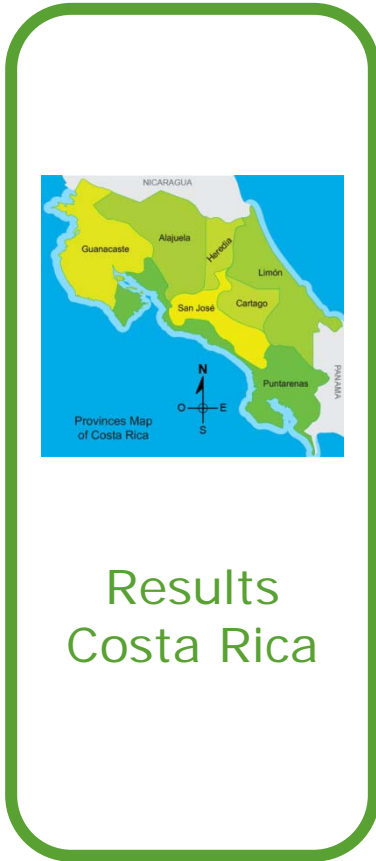 NICARAGUA
Alajuela
Heredia
Guanacaste
Limón
San José
Cartago
N
Puntarenas
PANAMA
O
E
S
Provinces Map
of Costa Rica
Results
Costa Rica